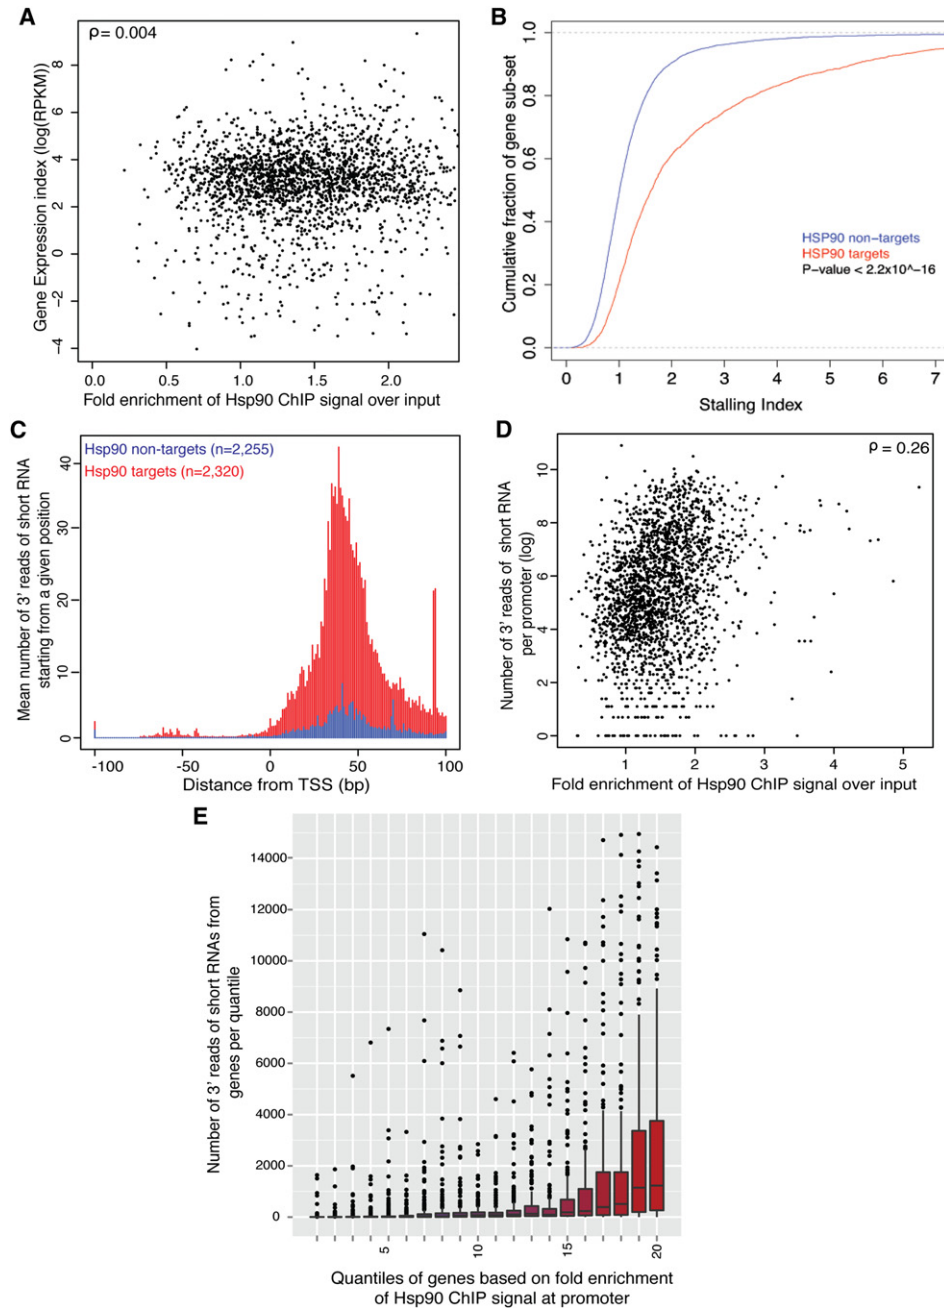 A
ρ = 0.004
Gene Expression index (log(RPKM))
8
6
4
2
0
−2
−4
0.0 0.5 1.0 1.5 2.0
Fold enrichment of Hsp90 ChIP signal over input
B
Cumulative fraction of gene sub-set
1.0
0.8
0.6
0.4
0.2
0.0
HSP90 non−targets
HSP90 targets
P−value < 2.2x10^−16
0 1 2 3 4 5 6 7
Stalling Index
C
Hsp90 non-targets (n=2,255)
Hsp90 targets (n=2,320)
Mean number of 3' reads of short RNA
starting from a given position
40
30
20
10
0
-100 -50 0 50 100
Distance from TSS (bp)
D
ρ = 0.26
Number of 3' reads of short RNA
per promoter (log)
10
8
6
4
2
0
1 2 3 4 5
Fold enrichment of Hsp90 ChIP signal over input
E
Number of 3' reads of short RNAs from
genes per quantile
14000
12000
10000
8000
6000
4000
2000
0
5 10 15 20
Quantiles of genes based on fold enrichment
of Hsp90 ChIP signal at promoter